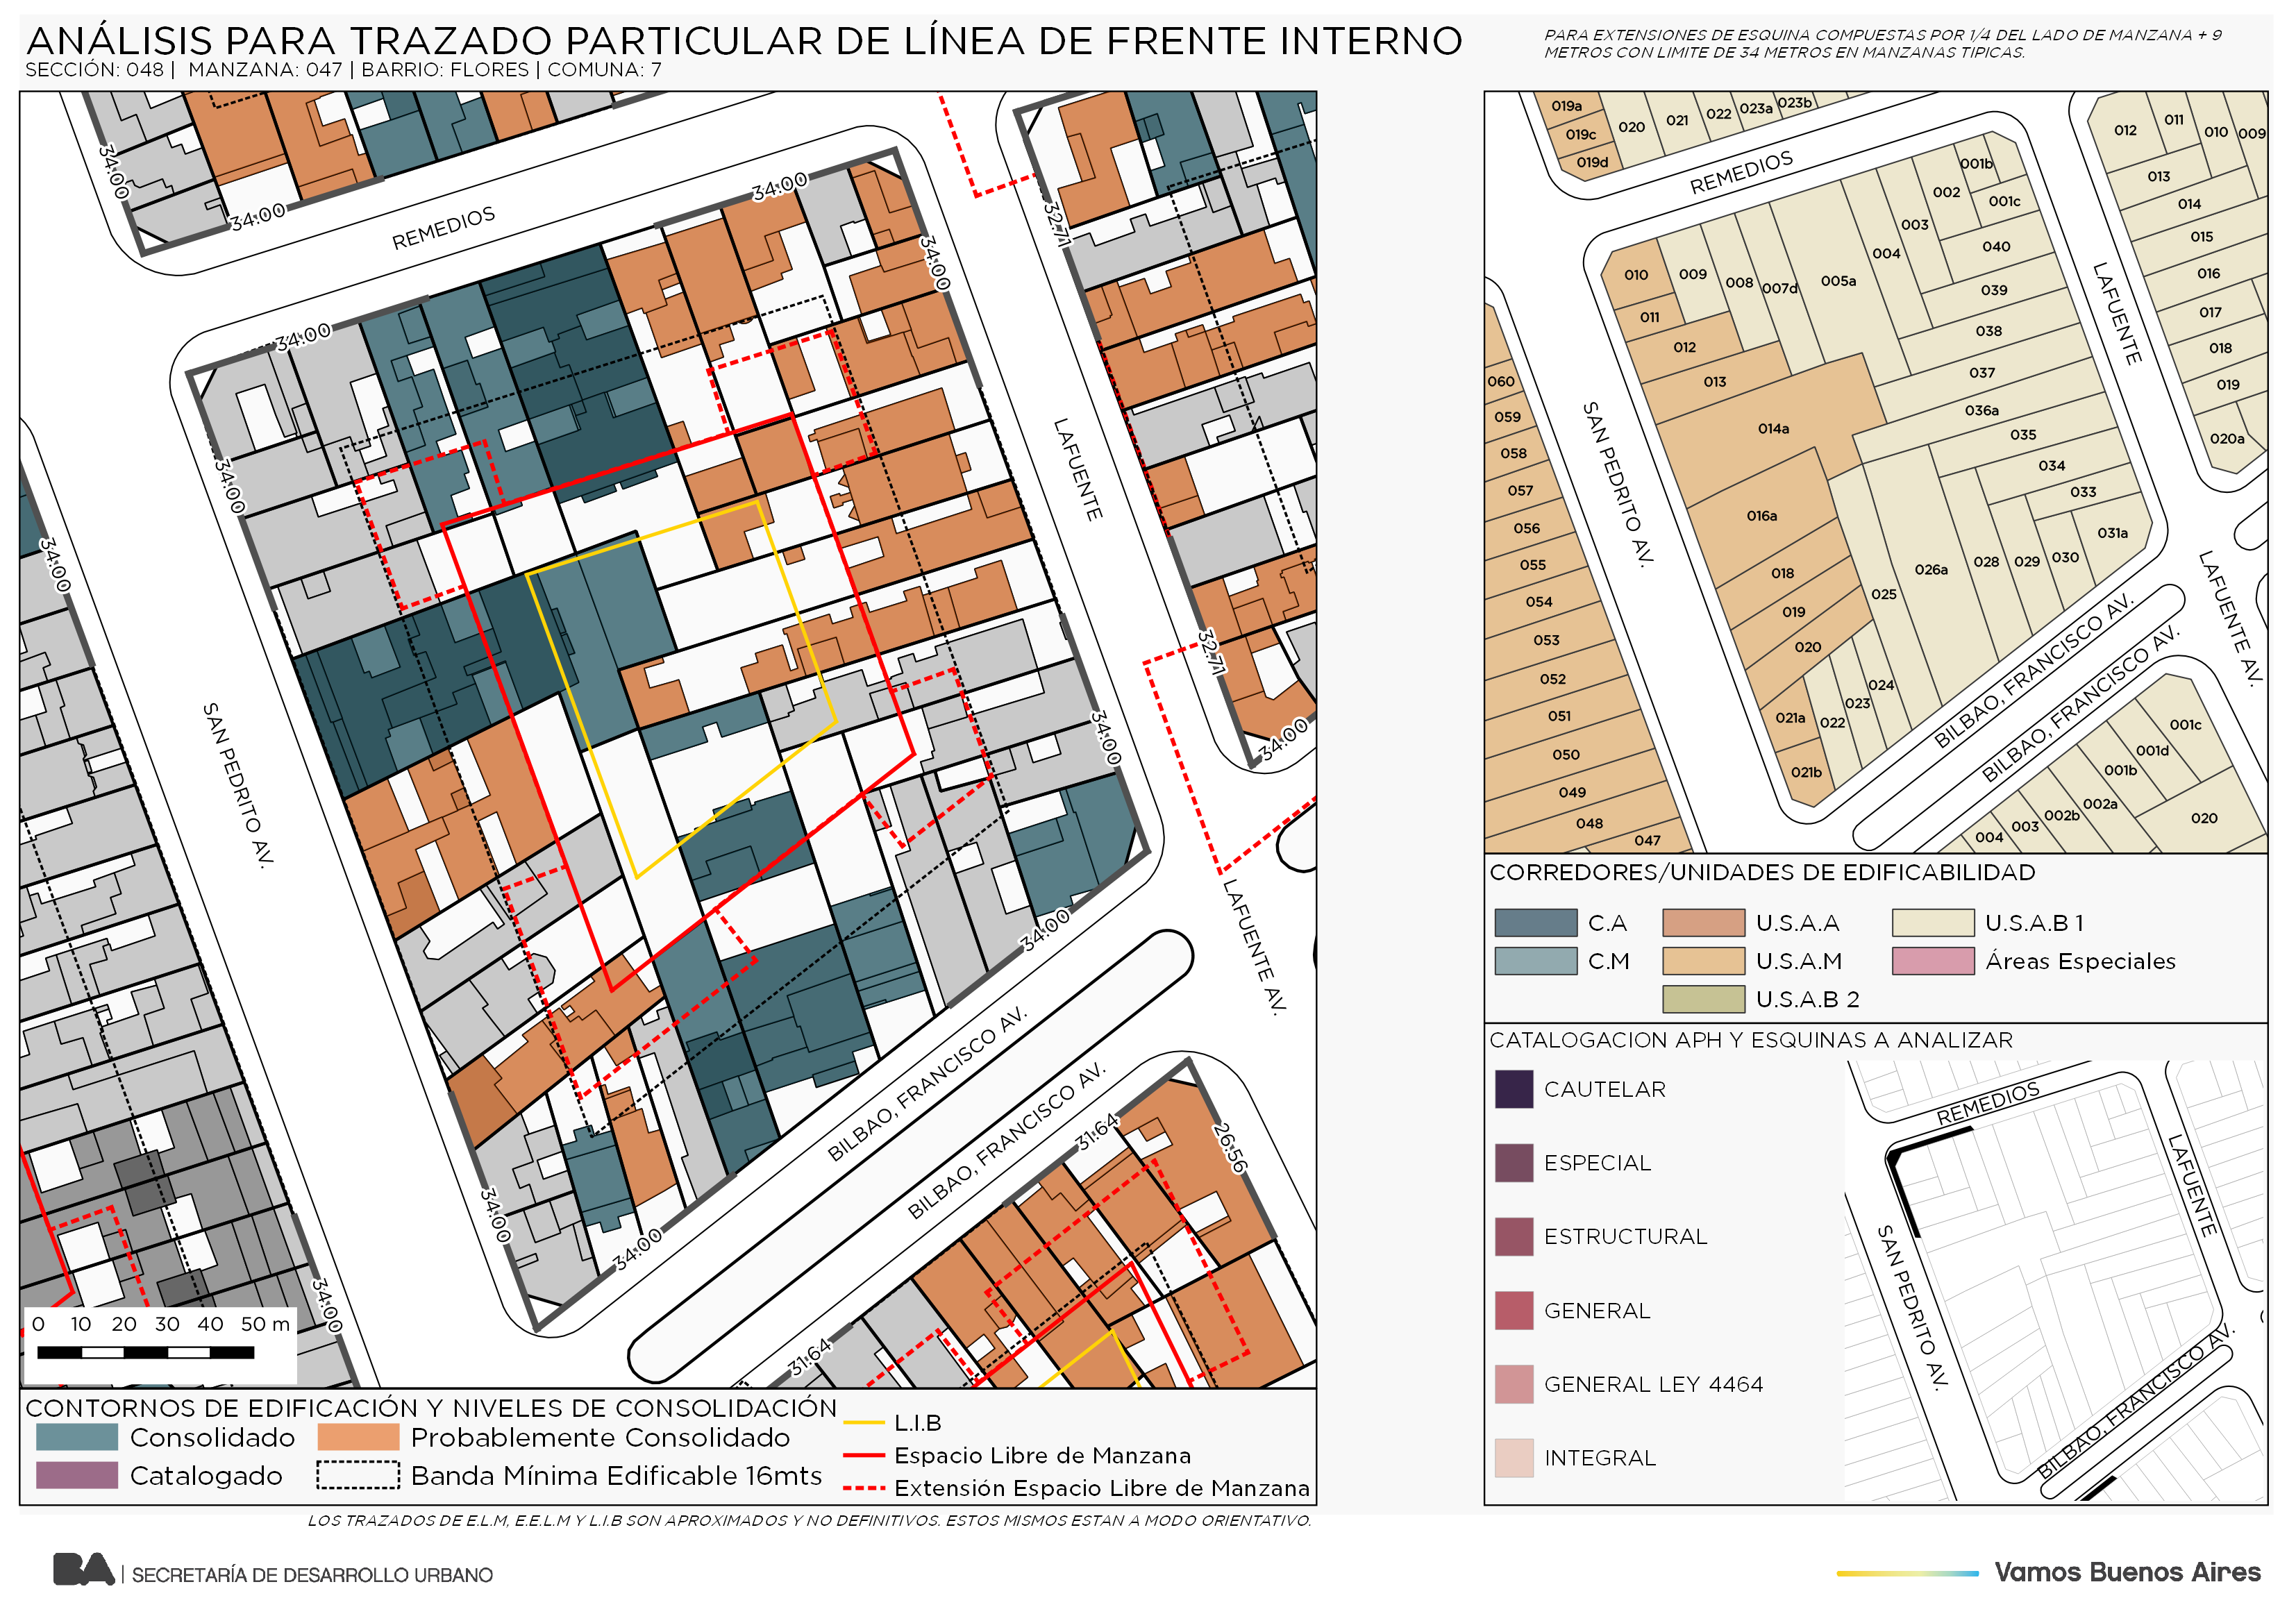 ANÁLISIS PARA TRAZADO PARTICULAR DE LÍNEA DE FRENTE INTERNO
SECCIÓN: 048 | MANZANA: 047 | BARRIO: FLORES | COMUNA: 7
PARA EXTENSIONES DE ESQUINA COMPUESTAS POR 1/4 DEL LADO DE MANZANA + 9
METROS CON LIMITE DE 34 METROS EN MANZANAS TIPICAS.
34.00
34.00
REMEDIOS
34.00
32.71
34.00
34.00
34.00
34.00
LAFUENTE
SAN PEDRITO AV.
32.71
34.00
34.00
34.00
LAFUENTE AV.
BILBAO, FRANCISCO AV.
BILBAO, FRANCISCO AV.
31.64
26.56
34.00
34.00
34.00
31.64
0 10 20 30 40 50 m
CONTORNOS DE EDIFICACIÓN Y NIVELES DE CONSOLIDACIÓN
Consolidado
Probablemente Consolidado
Catalogado
Banda Mínima Edificable 16mts
L.I.B
Espacio Libre de Manzana
Extensión Espacio Libre de Manzana
LOS TRAZADOS DE E.L.M, E.E.L.M Y L.I.B SON APROXIMADOS Y NO DEFINITIVOS. ESTOS MISMOS ESTAN A MODO ORIENTATIVO.
019a
019c
019d
020
021
022
023a
023b
REMEDIOS
012
011
010
009
013
014
015
016
017
018
019
020a
001b
001c
002
003
004
005a
007d
008
009
010
011
012
013
014a
016a
018
019
020
021a
021b
022
023
024
025
026a
028
029
030
031a
033
034
035
036a
037
038
039
040
LAFUENTE
SAN PEDRITO AV.
060
059
058
057
056
055
054
053
052
051
050
049
048
047
BILBAO, FRANCISCO AV.
BILBAO, FRANCISCO AV.
LAFUENTE AV.
001c
001d
001b
002a
002b
003
004
020
CORREDORES/UNIDADES DE EDIFICABILIDAD
C.A
U.S.A.A
U.S.A.B 1
C.M
U.S.A.M
Áreas Especiales
U.S.A.B 2
CATALOGACION APH Y ESQUINAS A ANALIZAR
CAUTELAR
ESPECIAL
ESTRUCTURAL
GENERAL
GENERAL LEY 4464
INTEGRAL
REMEDIOS
LAFUENTE
SAN PEDRITO AV.
BILBAO, FRANCISCO AV.
BA | SECRETARÍA DE DESARROLLO URBANO
Vamos Buenos Aires